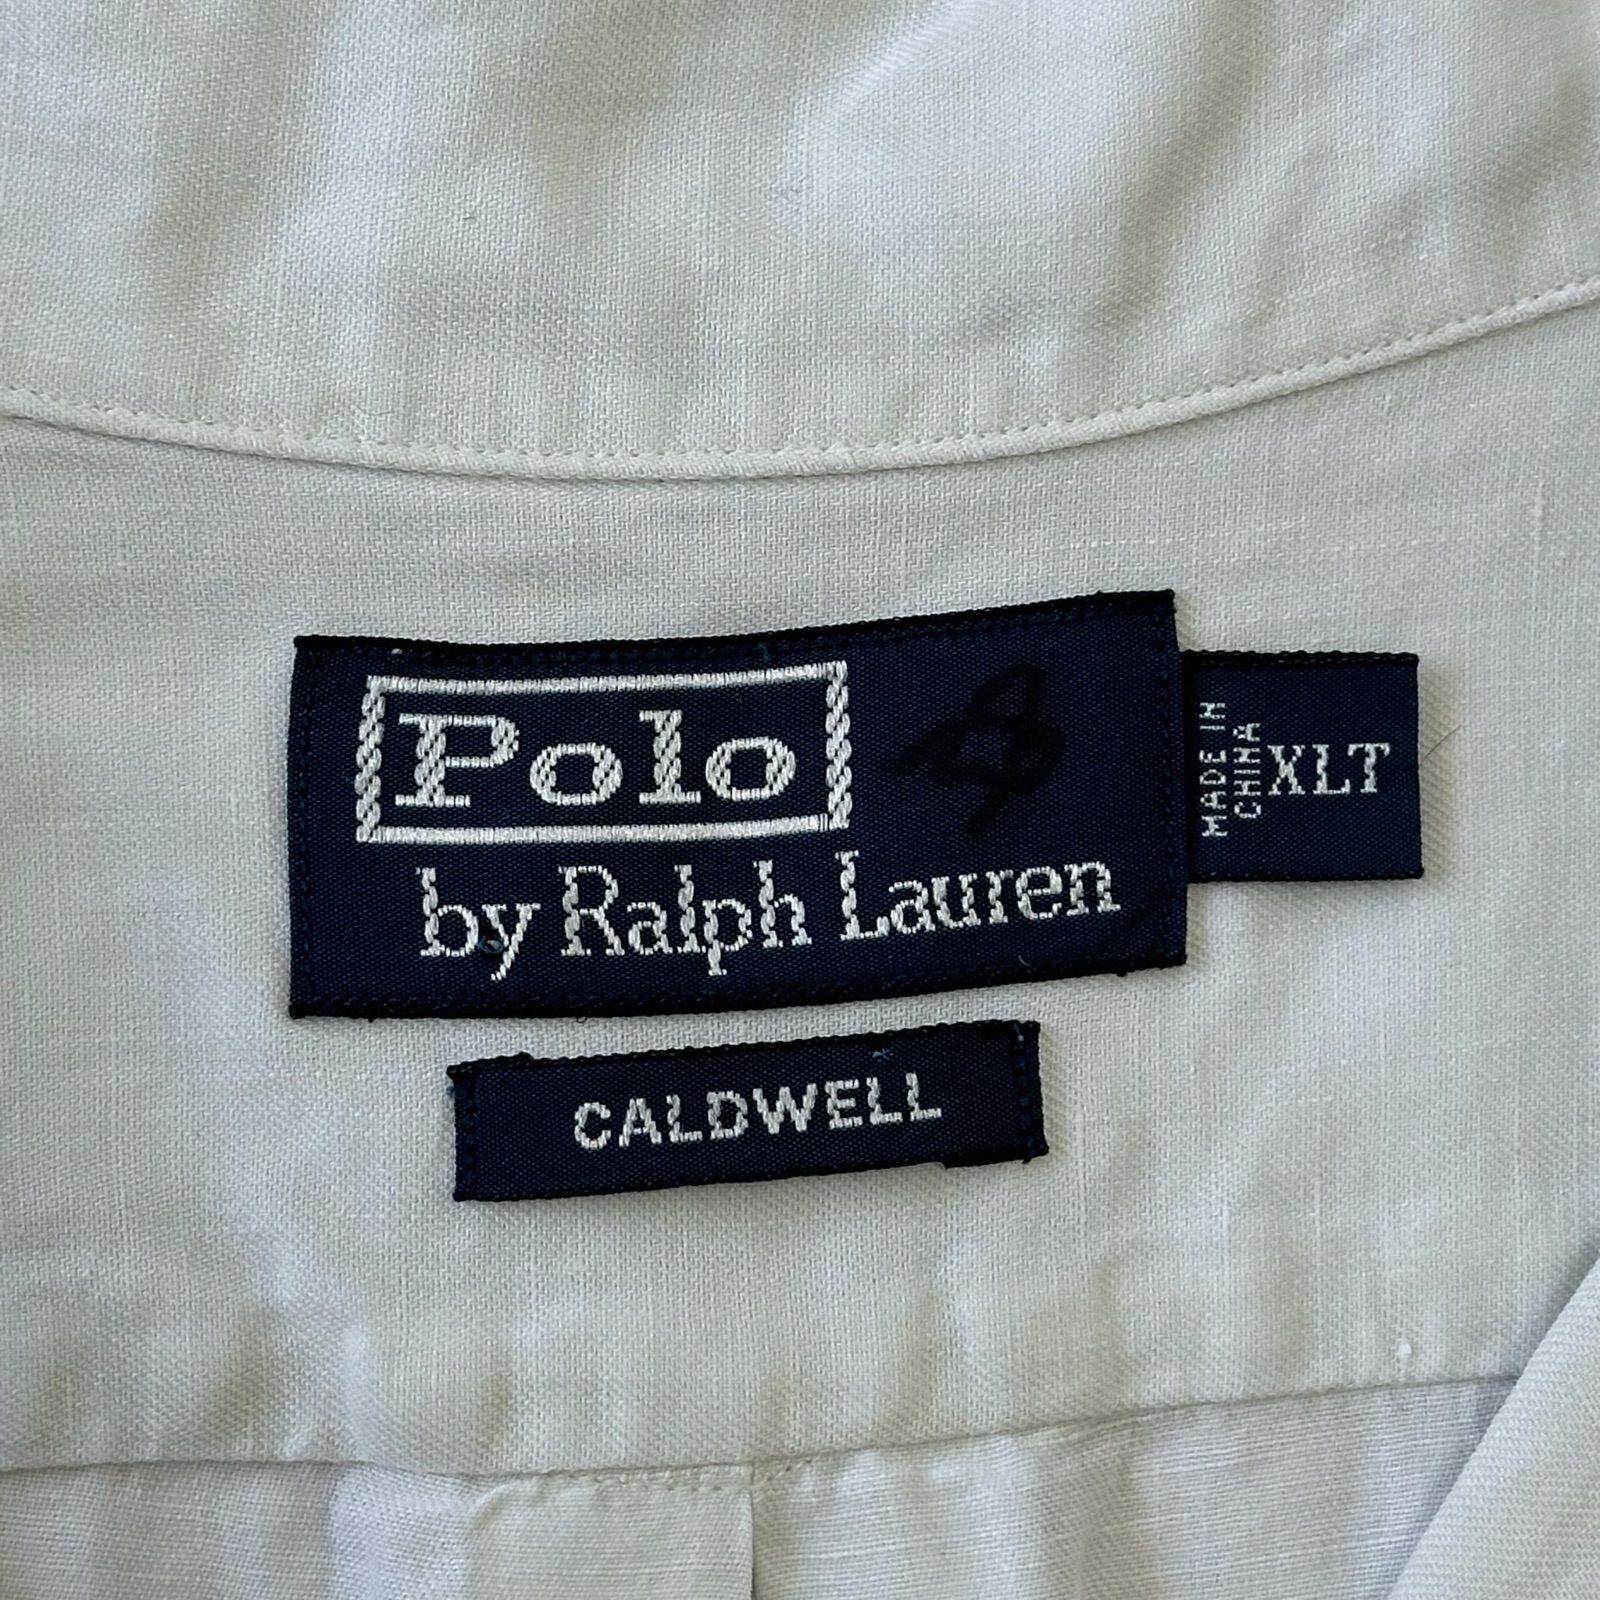 Polo
by Ralph Lauren
MADE IN
CHINA
XLT
CALDWELL